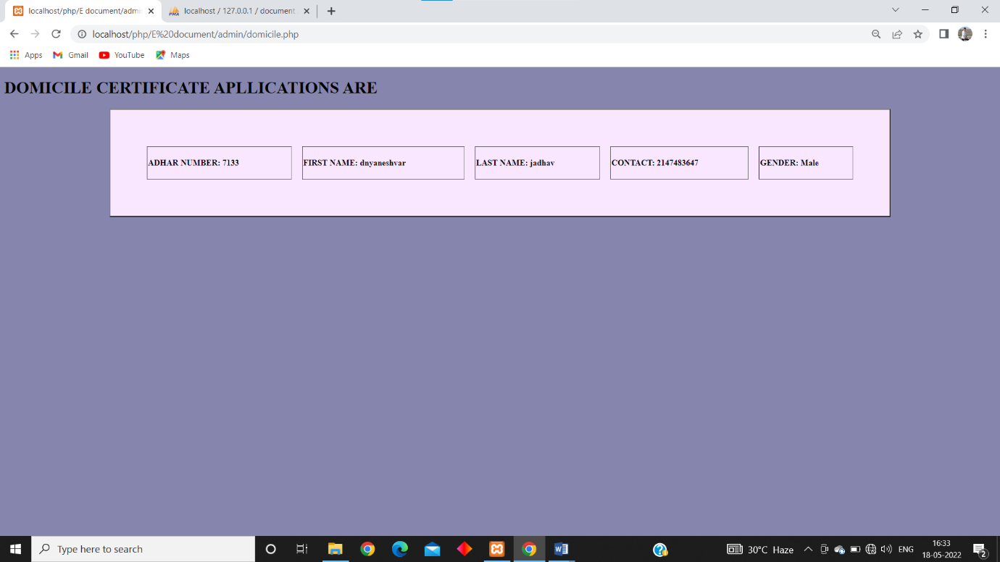 localhost/php/E document/admi
localhost / 127.0.0.1 / document
localhost/php/E%20document/admin/domicile.php
Apps Gmail YouTube Maps
DOMICILE CERTIFICATE APLLICATIONS ARE
ADHAR NUMBER: 7133 FIRST NAME: dnyaneshvar LAST NAME: jadhav CONTACT: 2147483647 GENDER: Male
Type here to search
30°C Haze
ENG
16:33
18-05-2022
2